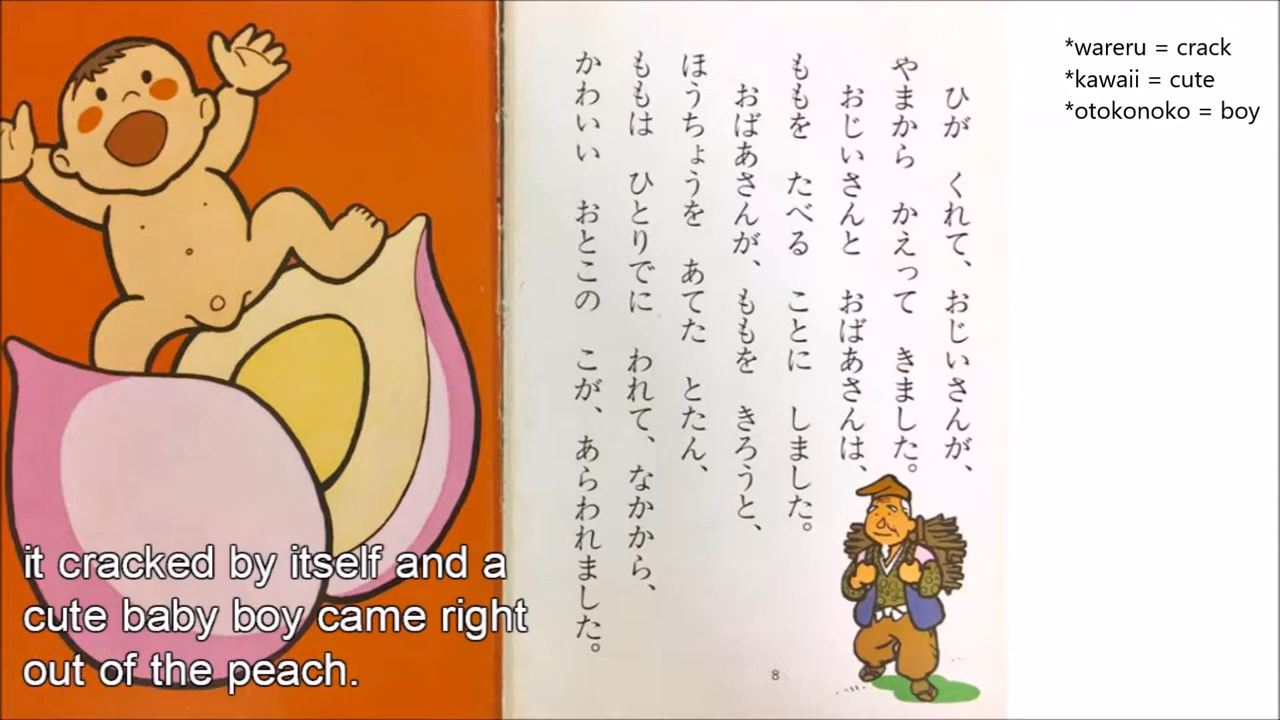 ひが くれて、おじいさんが、
やまから かえって きました。
おじいさんと おばあさんは、
ももを たべる ことに しました。
おばあさんが、ももを きろうと、
ほうちょうを あてた とたん、
ももは ひとりでに われて、なかから、
かわいい おとこの こが、あらわれました。
8
*wareru = crack
*kawaii = cute
*otokonoko = boy
it cracked by itself and a
cute baby boy came right
out of the peach.